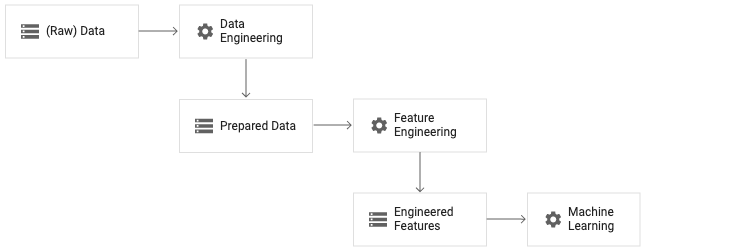 (Raw) Data
Data
Engineering
Prepared Data
Feature
Engineering
Engineered
Features
Machine
Learning